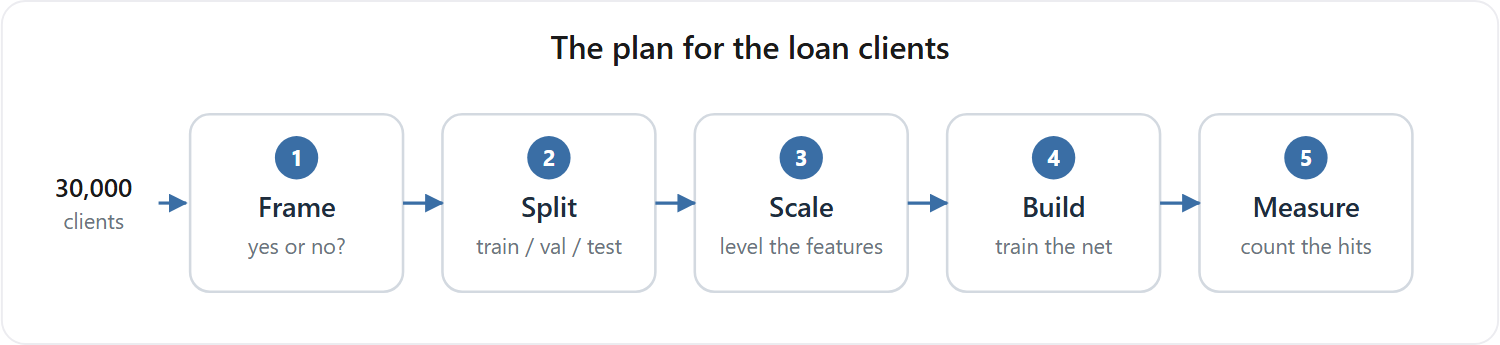 The plan for the loan clients
30,000
clients
1
Frame
yes or no?
2
Split
train / val / test
3
Scale
level the features
4
Build
train the net
5
Measure
count the hits